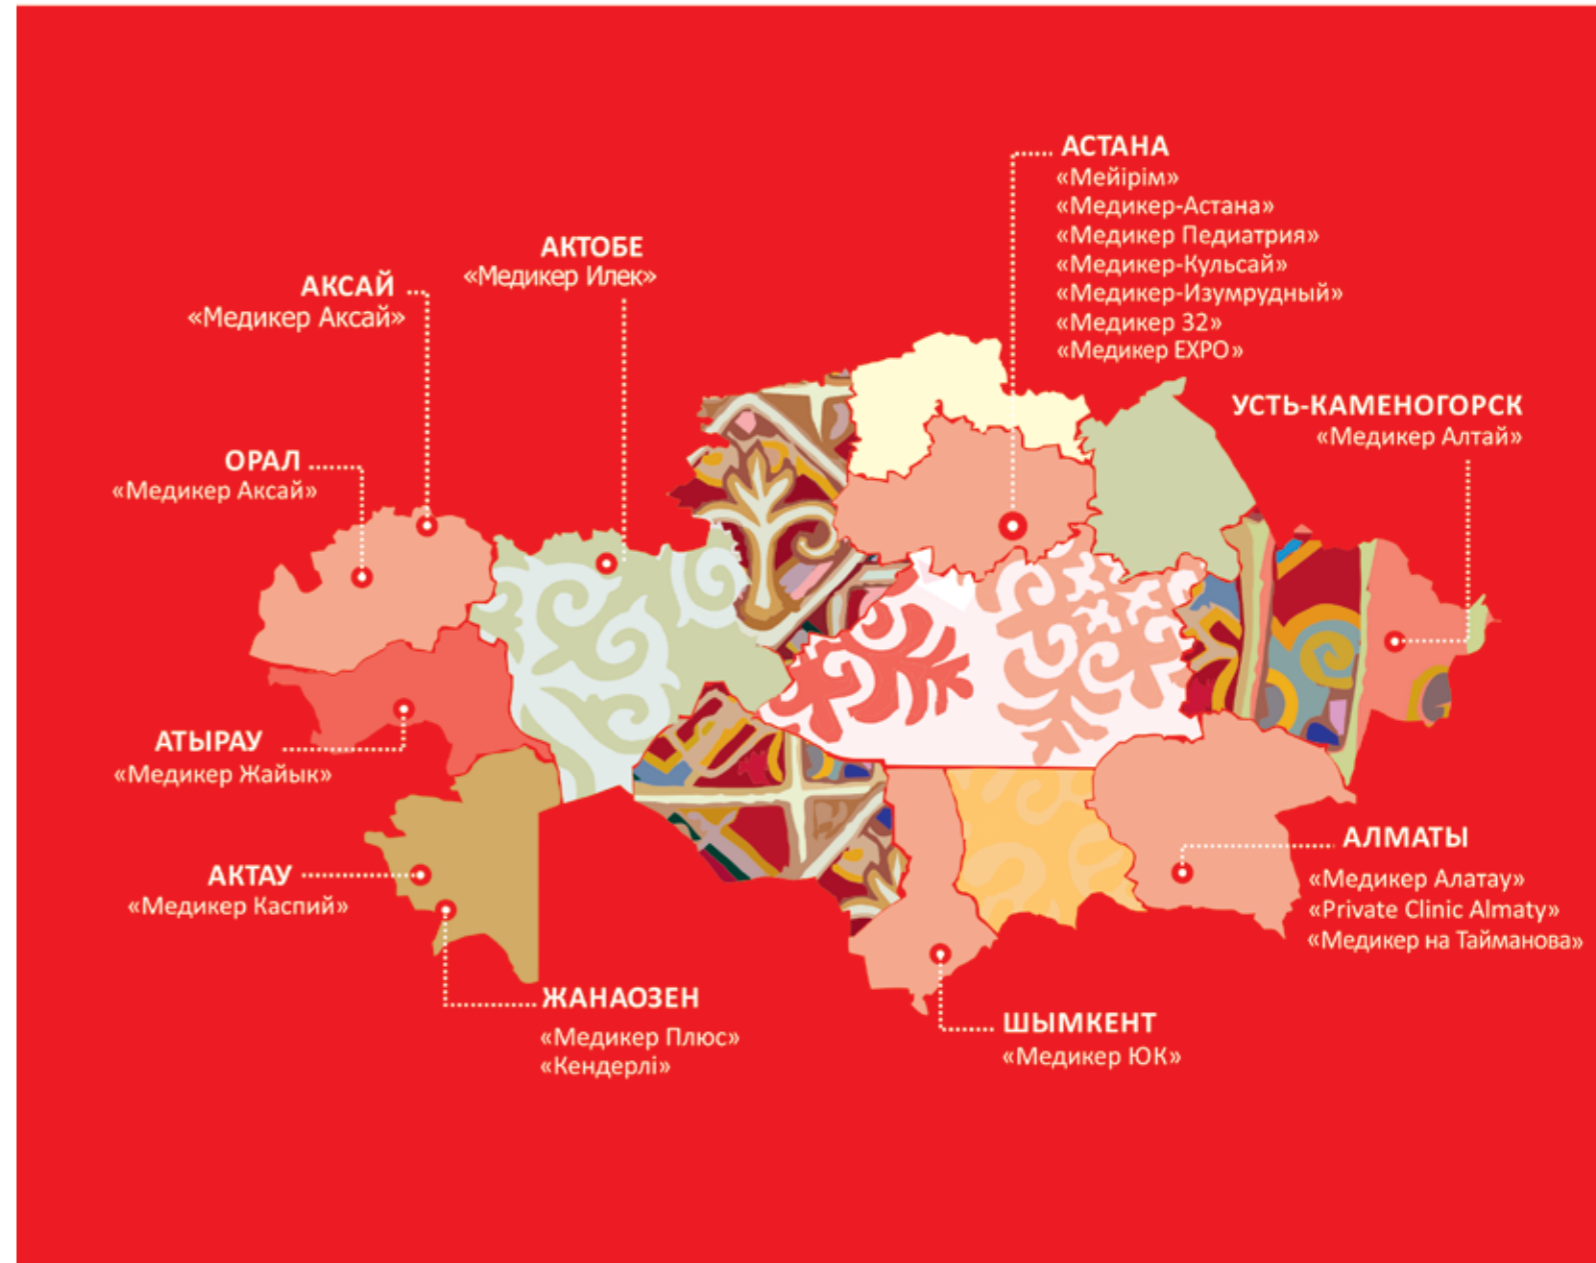 АСТАНА
«Мейірім»
«Медикер-Астана»
«Медикер Педиатрия»
«Медикер-Кульсай»
«Медикер-Изумрудный»
«Медикер 32»
«Медикер EXPO»
АКТОБЕ
«Медикер Илек»
АКСАЙ
«Медикер Аксай»
УСТЬ-КАМЕНОГОРСК
«Медикер Алтай»
ОРАЛ
«Медикер Аксай»
АТЫРАУ
«Медикер Жайык»
АКТАУ
«Медикер Каспий»
АЛМАТЫ
«Медикер Алатау»
«Private Clinic Almaty»
«Медикер на Тайманова»
ЖАНАОЗЕН
«Медикер Плюс»
«Кендерлі»
ШЫМКЕНТ
«Медикер ЮК»